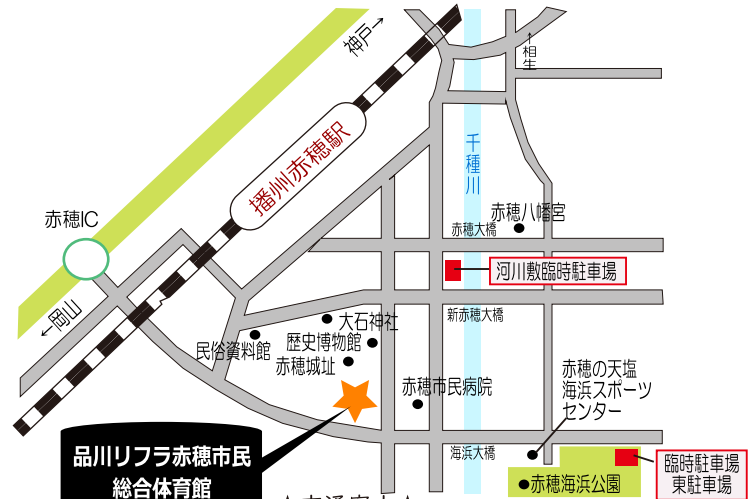 神戸→
↑相生
播州赤穂駅
千種川
赤穂IC
赤穂八幡宮
赤穂大橋
河川敷臨時駐車場
←岡山
新赤穂大橋
大石神社
民俗資料館
歴史博物館
赤穂城址
赤穂の天塩
海浜スポーツ
センター
赤穂市民病院
海浜大橋
品川リフラ赤穂市民
総合体育館
臨時駐車場
東駐車場
赤穂海浜公園